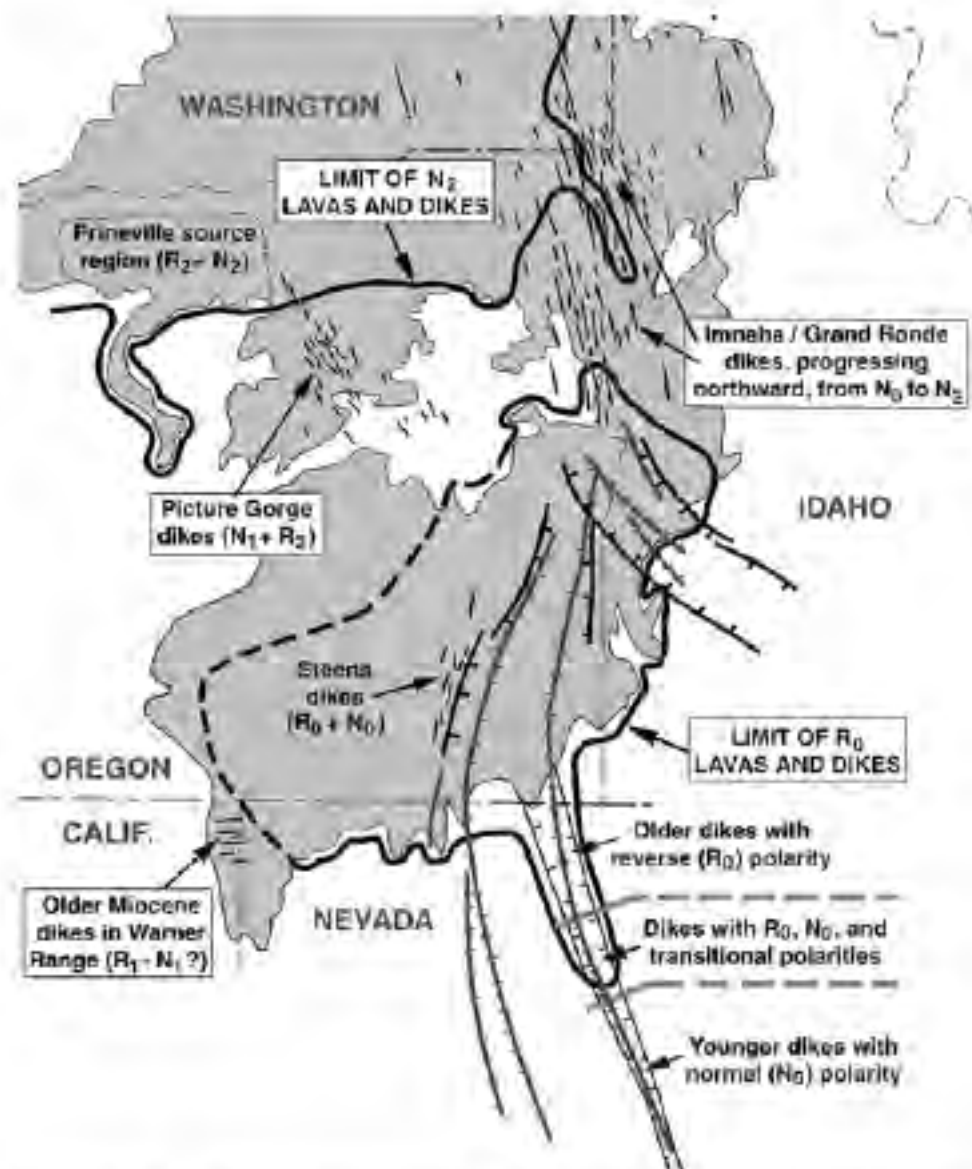 WASHINGTON
LIMIT OF N2
LAVAS AND DIKES
Prineville source
region (R2- N2)
Imnaha / Grand Ronde
dikes, progressing
northward, from N0 to N2
Picture Gorge
dikes (N1 + R2)
IDAHO
Steens
dikes
(R0 + N0)
LIMIT OF R0
LAVAS AND DIKES
OREGON
CALIF.
Older dikes with
reverse (R0) polarity
NEVADA
Older Miocene
dikes in Warner
Range (R1 - N1 ?)
Dikes with R0, N0, and
transitional polarities
Younger dikes with
normal (N0) polarity